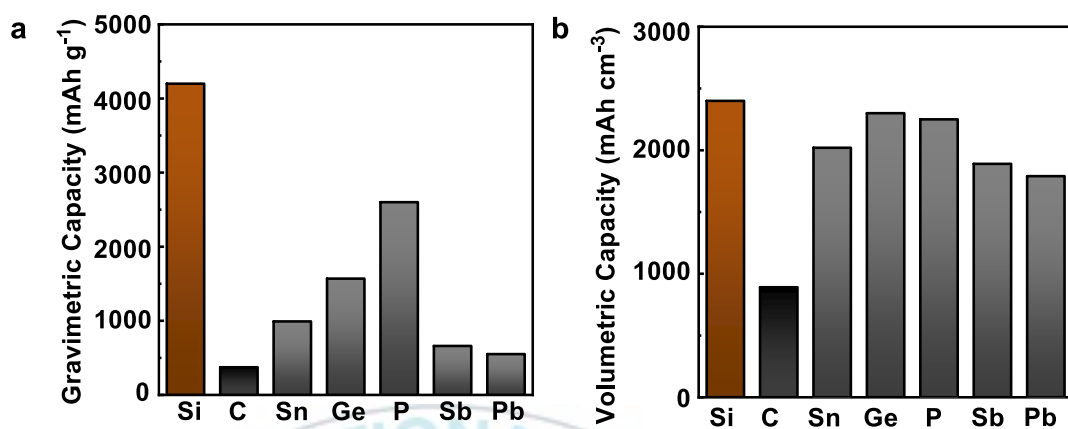 a
Gravimetric Capacity (mAh g⁻¹)
5000
4000
3000
2000
1000
0
Si C Sn Ge P Sb Pb
b
Volumetric Capacity (mAh cm⁻³)
3000
2000
1000
0
Si C Sn Ge P Sb Pb